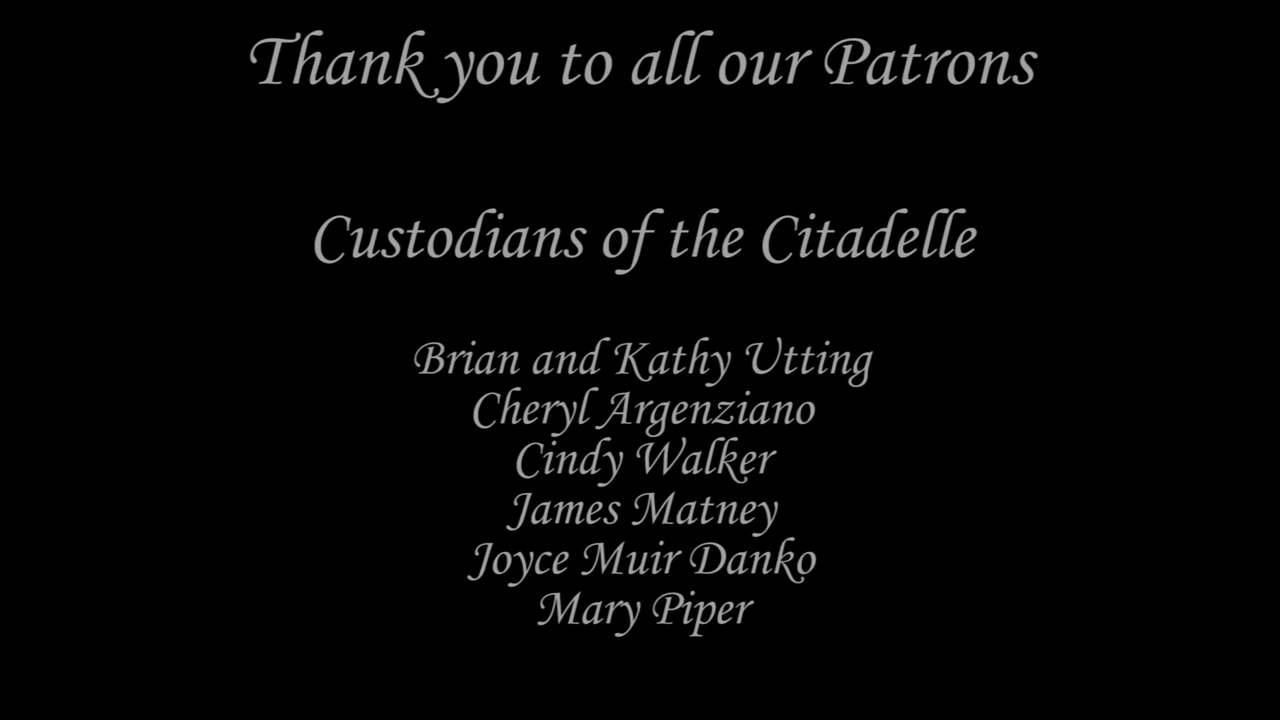 Thank you to all our Patrons
Custodians of the Citadelle
Brian and Kathy Utting
Cheryl Argenziano
Cindy Walker
James Matney
Joyce Muir Danko
Mary Piper